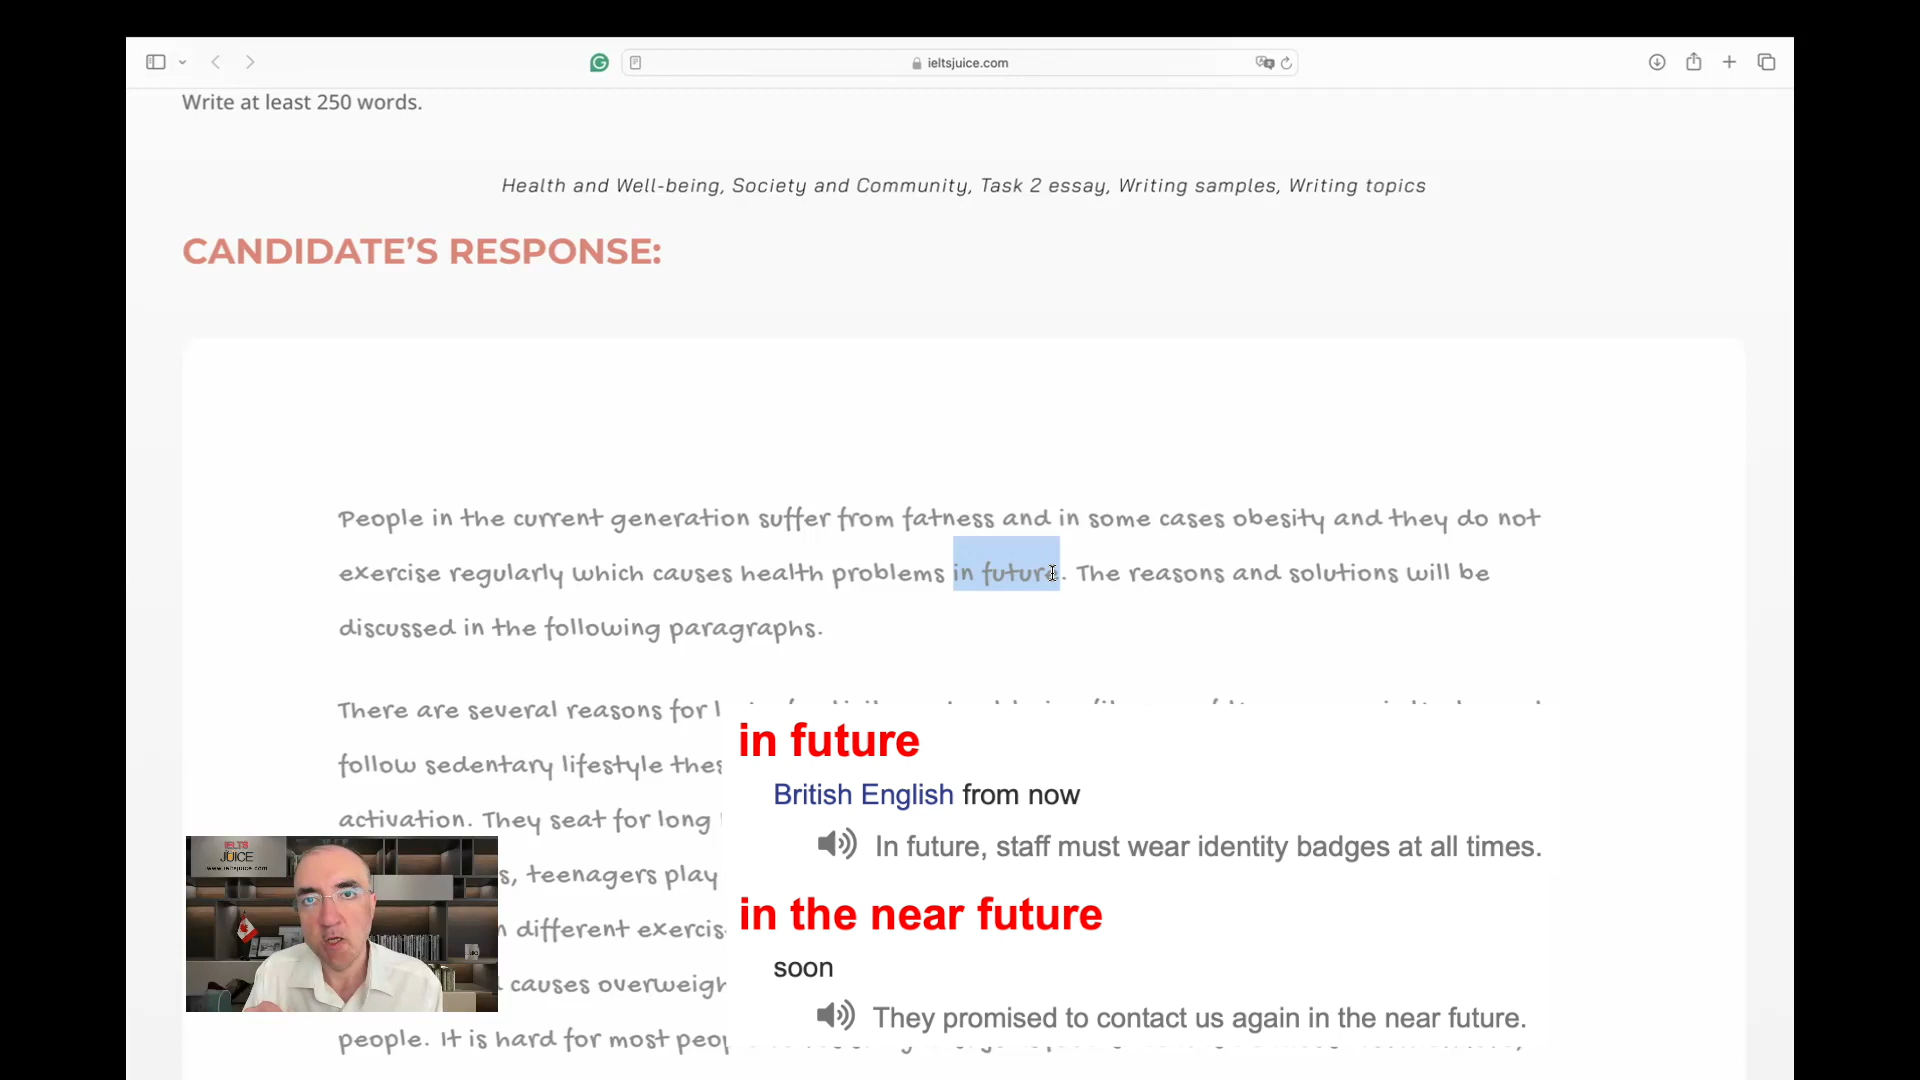 ieltsjuice.com
Write at least 250 words.
Health and Well-being, Society and Community, Task 2 essay, Writing samples, Writing topics
CANDIDATE'S RESPONSE:
People in the current generation suffer from fatness and in some cases obesity and they do not
exercise regularly which causes health problems in future. The reasons and solutions will be
discussed in the following paragraphs.
There are several reasons for
follow sedentary lifestyle thes
activation. They seat for long
s, teenagers play
different exercis
causes overweigh
people. It is hard for most peop
in future
British English from now
In future, staff must wear identity badges at all times.
in the near future
soon
They promised to contact us again in the near future.
IELTS
JUICE
www.ieltsjuice.com